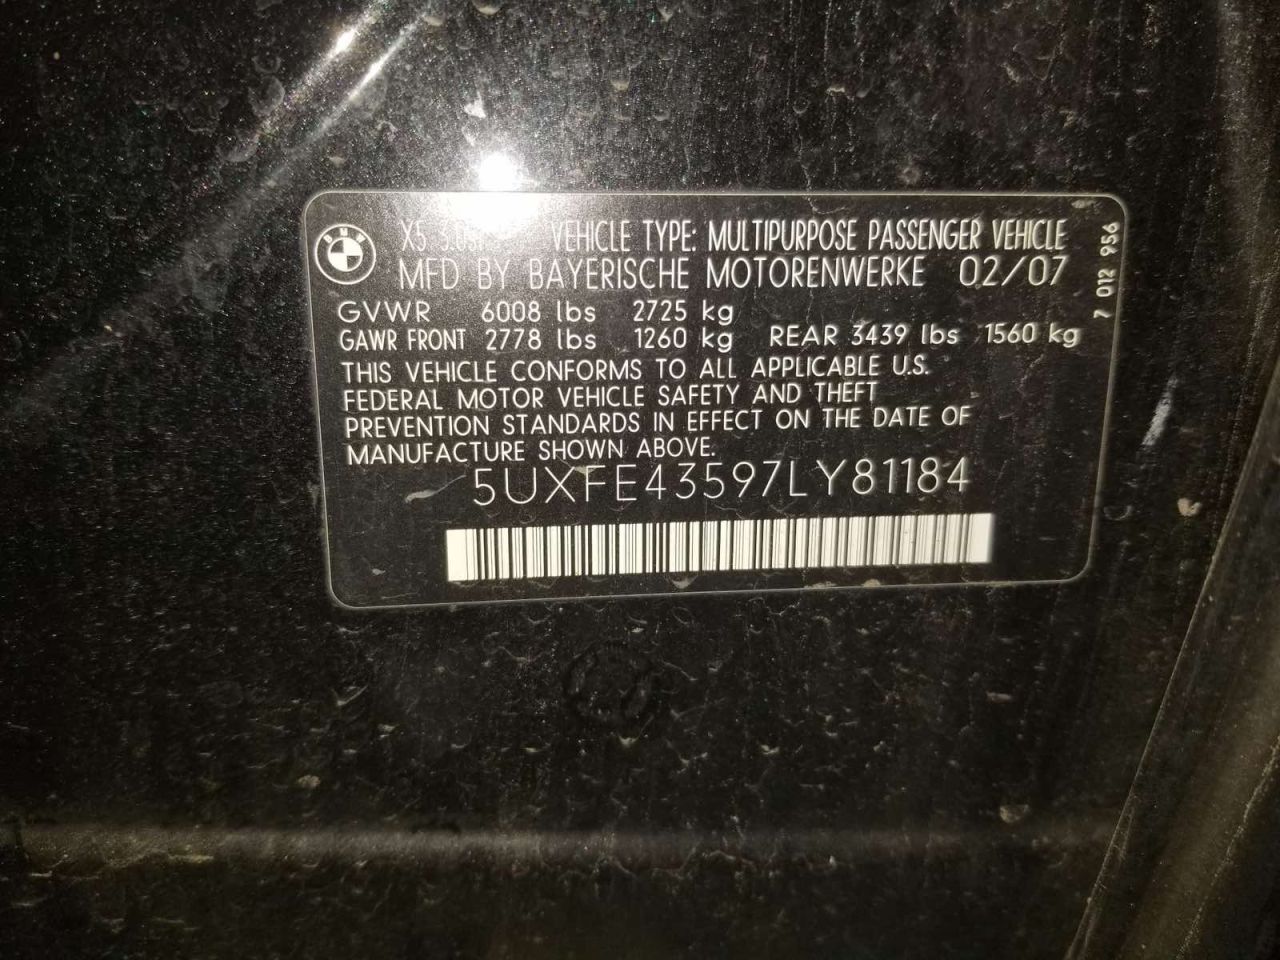 BMW
X5 VEHICLE TYPE: MULTIPURPOSE PASSENGER VEHICLE
MFD BY BAYERISCHE MOTORENWERKE 02/07
GVWR 6008 lbs 2725 kg
GAWR FRONT 2778 lbs 1260 kg REAR 3439 lbs 1560 kg
THIS VEHICLE CONFORMS TO ALL APPLICABLE U.S.
FEDERAL MOTOR VEHICLE SAFETY AND THEFT
PREVENTION STANDARDS IN EFFECT ON THE DATE OF
MANUFACTURE SHOWN ABOVE.
5UXFE43597LY81184
7 012 956